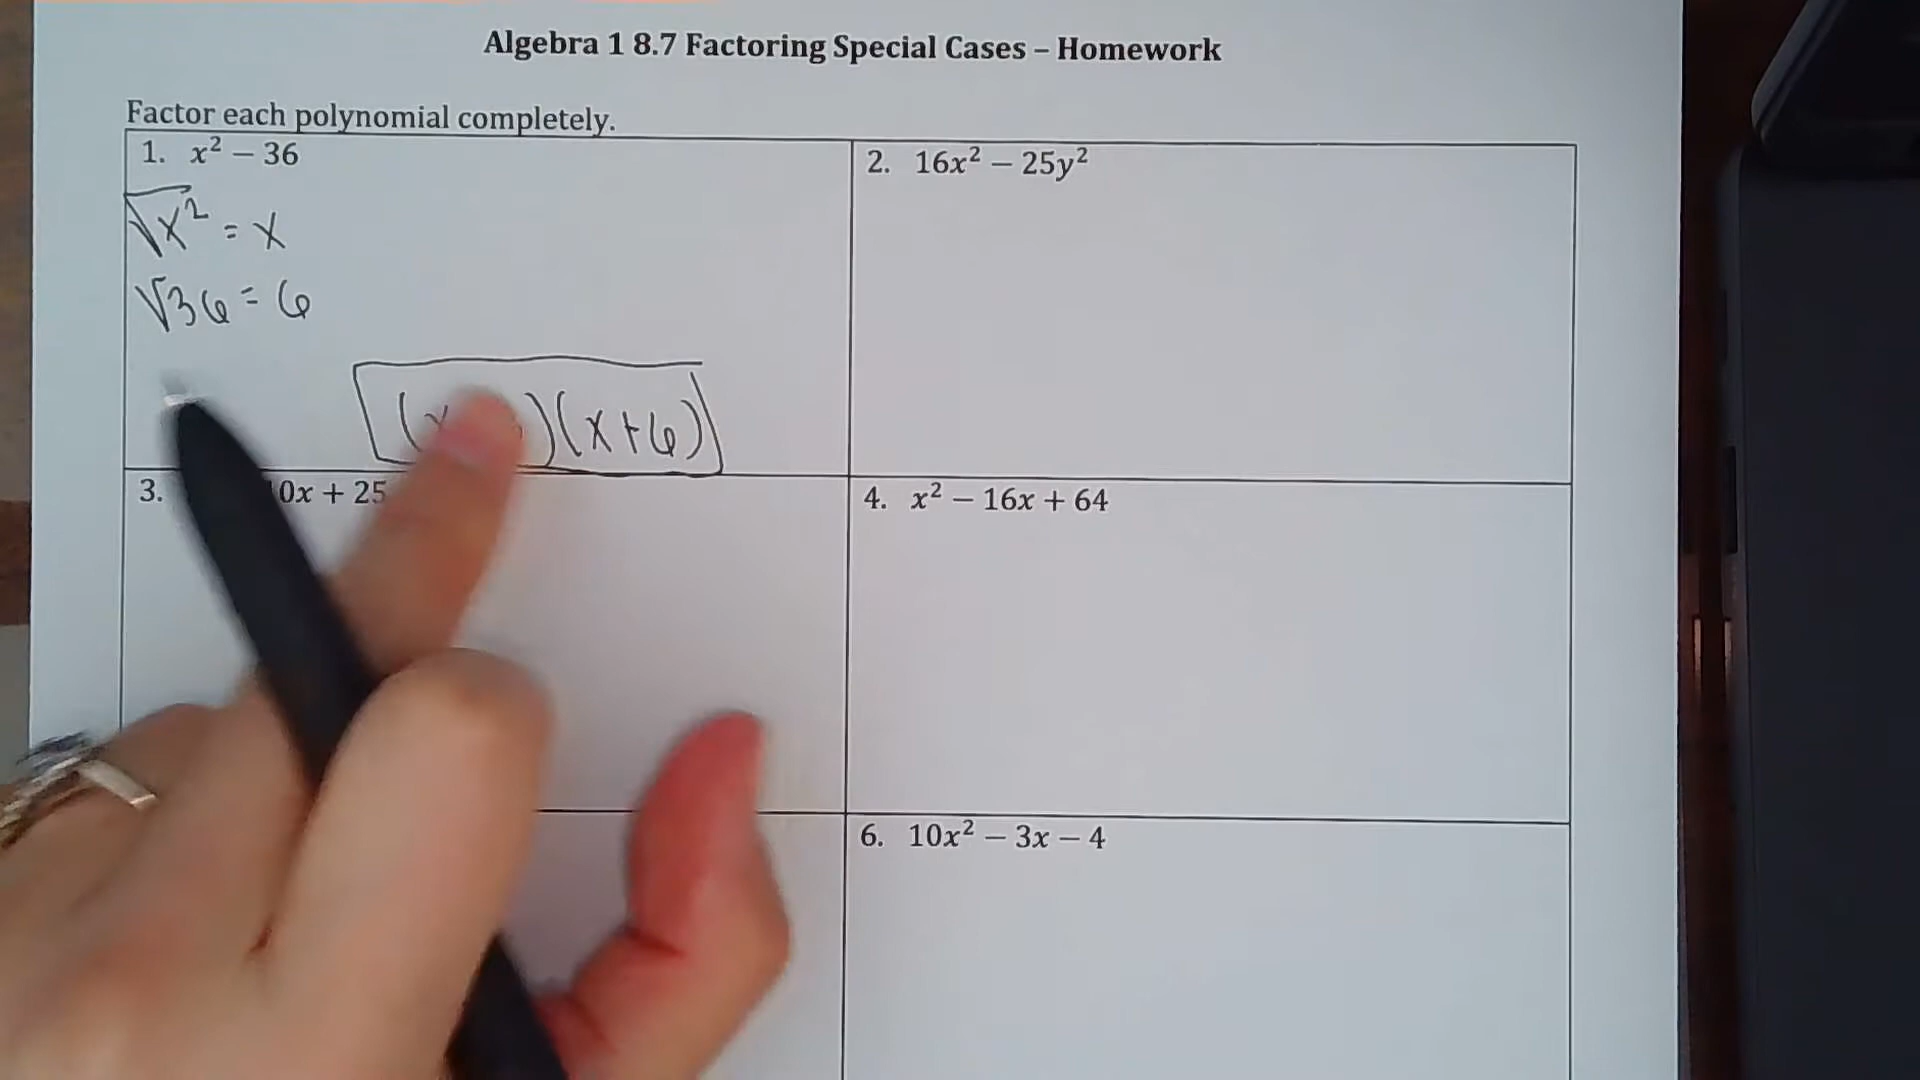 Algebra 1 8.7 Factoring Special Cases – Homework
Factor each polynomial completely.
1. x² – 36
√x² = x
√36 = 6
(x )(x+6)
2. 16x² – 25y²
3. 0x + 25
4. x² – 16x + 64
6. 10x² – 3x – 4